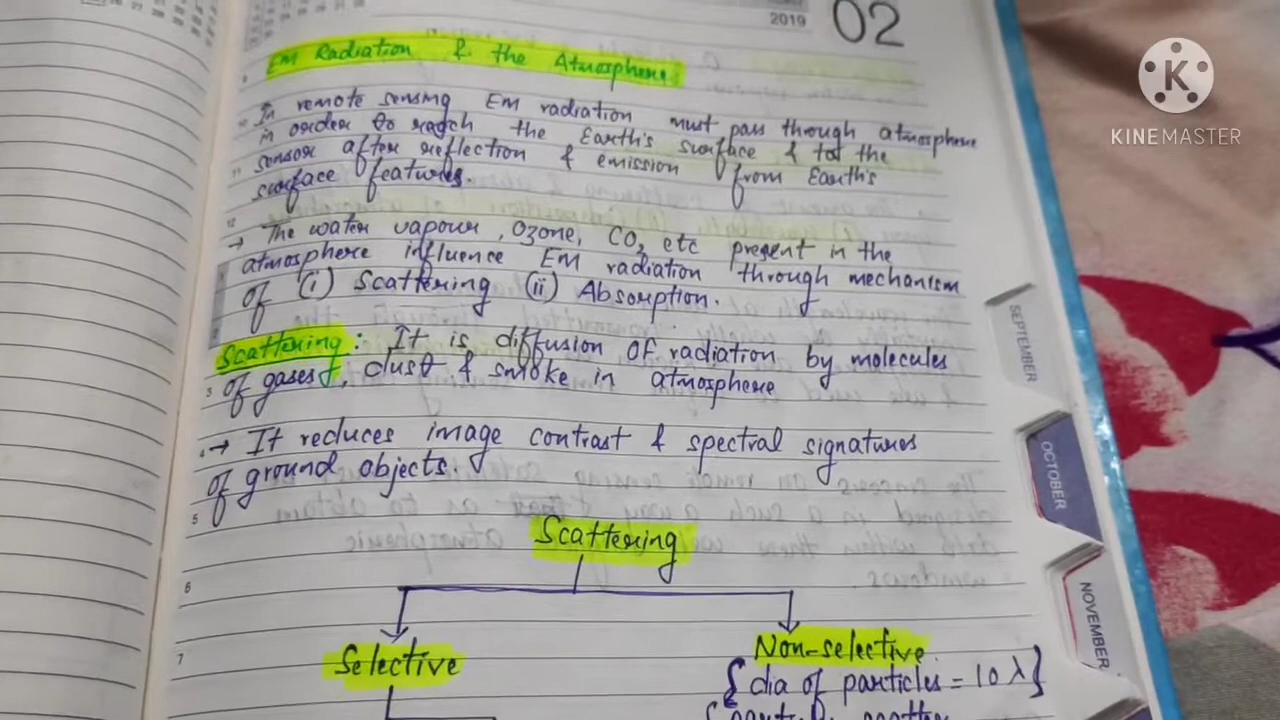 2019
02
KINEMASTER
EM Radiation & the Atmosphere
In remote sensing, EM radiation must pass through atmosphere
in order to reach the Earth's surface & to the
sensor after reflection & emission from Earth's
surface features.
→ The water vapour, Ozone, CO2 etc present in the
atmosphere influence EM radiation through mechanism
of (i) Scattering (ii) Absorption.
Scattering: It is diffusion of radiation by molecules
of gases, dust & smoke in atmosphere
→ It reduces image contrast & spectral signatures
of ground objects.
Scattering
Selective
Non-selective
{dia of particles = 10 λ}
SEPTEMBER
OCTOBER
NOVEMBER